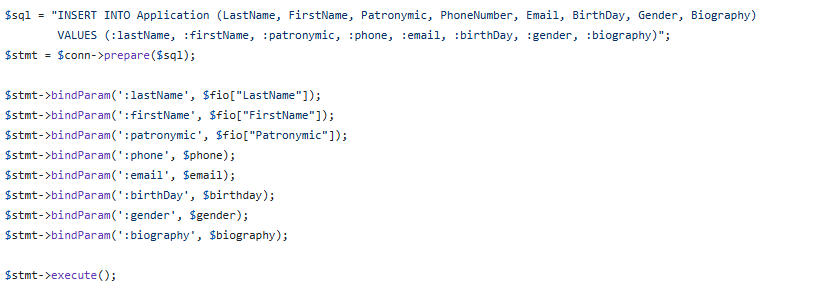 $sql = "INSERT INTO Application (LastName, FirstName, Patronymic, PhoneNumber, Email, BirthDay, Gender, Biography)
        VALUES (:lastName, :firstName, :patronymic, :phone, :email, :birthDay, :gender, :biography)";
$stmt = $conn->prepare($sql);

$stmt->bindParam(':lastName', $fio["LastName"]);
$stmt->bindParam(':firstName', $fio["FirstName"]);
$stmt->bindParam(':patronymic', $fio["Patronymic"]);
$stmt->bindParam(':phone', $phone);
$stmt->bindParam(':email', $email);
$stmt->bindParam(':birthDay', $birthday);
$stmt->bindParam(':gender', $gender);
$stmt->bindParam(':biography', $biography);

$stmt->execute();